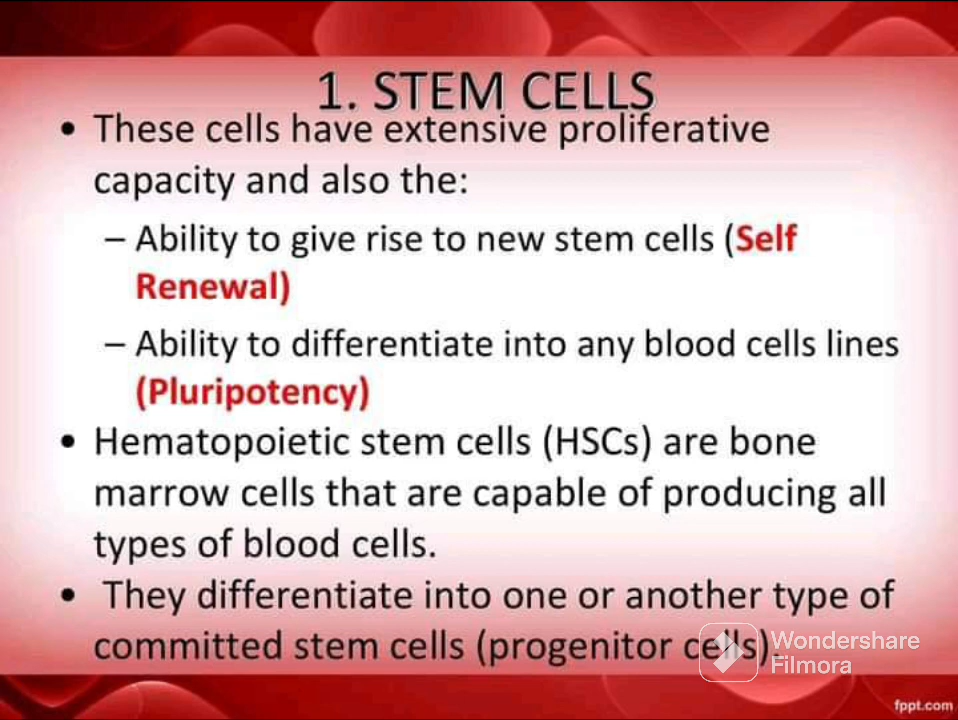 1. STEM CELLS
• These cells have extensive proliferative
capacity and also the:
– Ability to give rise to new stem cells (Self
Renewal)
– Ability to differentiate into any blood cells lines
(Pluripotency)
• Hematopoietic stem cells (HSCs) are bone
marrow cells that are capable of producing all
types of blood cells.
• They differentiate into one or another type of
committed stem cells (progenitor cells).
Wondershare
Filmora
fppt.com